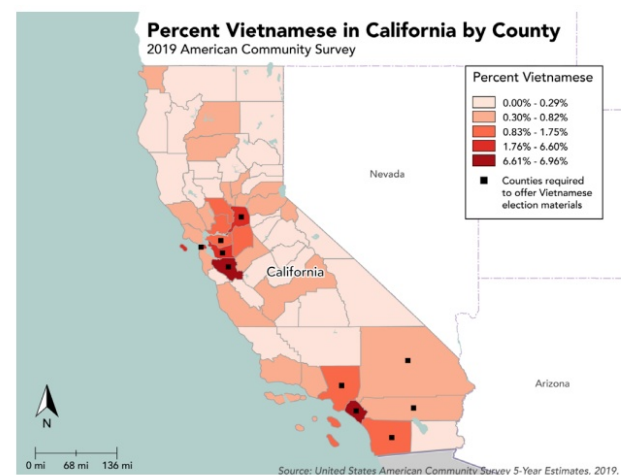 Percent Vietnamese in California by County
2019 American Community Survey
Percent Vietnamese
0.00% - 0.29%
0.30% - 0.82%
0.83% - 1.75%
1.76% - 6.60%
6.61% - 6.96%
Counties required
to offer Vietnamese
election materials
Nevada
California
Arizona
N
0 mi 68 mi 136 mi
Source: United States American Community Survey 5-Year Estimates, 2019.